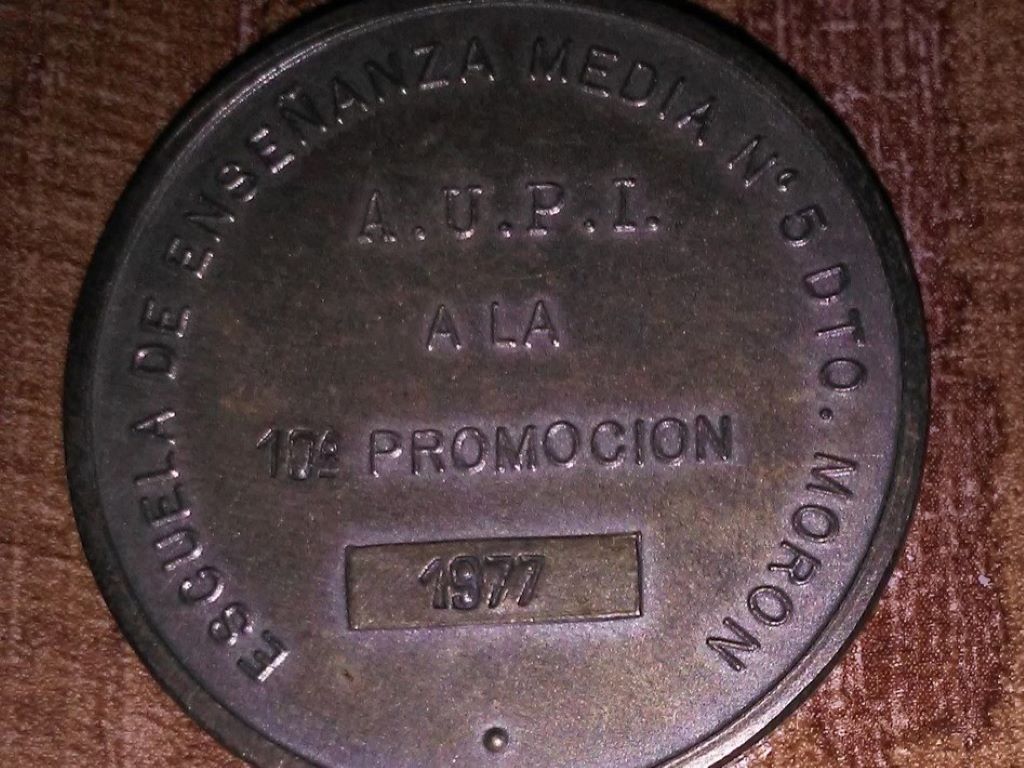 ESCUELA DE ENSEÑANZA MEDIA Nº 5 DTO. MORON
A.U.P.I.
A LA
10ª PROMOCION
1977